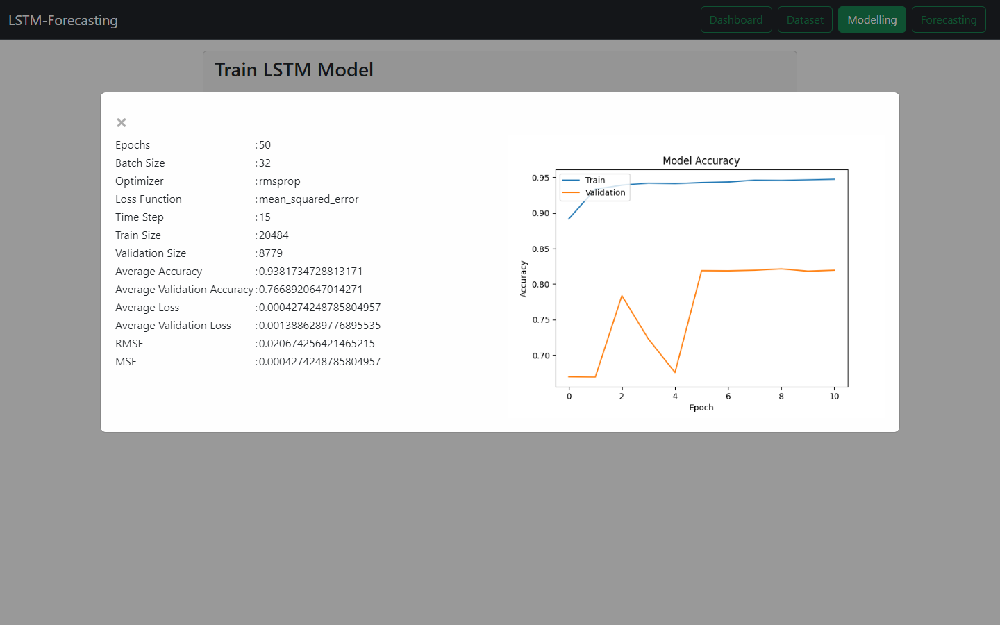 LSTM-Forecasting
Dashboard
Dataset
Modelling
Forecasting
Train LSTM Model
×
Epochs :50
Batch Size :32
Optimizer :rmsprop
Loss Function :mean_squared_error
Time Step :15
Train Size :20484
Validation Size :8779
Average Accuracy :0.9381734728813171
Average Validation Accuracy:0.7668920647014271
Average Loss :0.0004274248785804957
Average Validation Loss :0.0013886289776895535
RMSE :0.020674256421465215
MSE :0.0004274248785804957
Model Accuracy
Train
Validation
0.95
0.90
0.85
0.80
0.75
0.70
Accuracy
0 2 4 6 8 10
Epoch